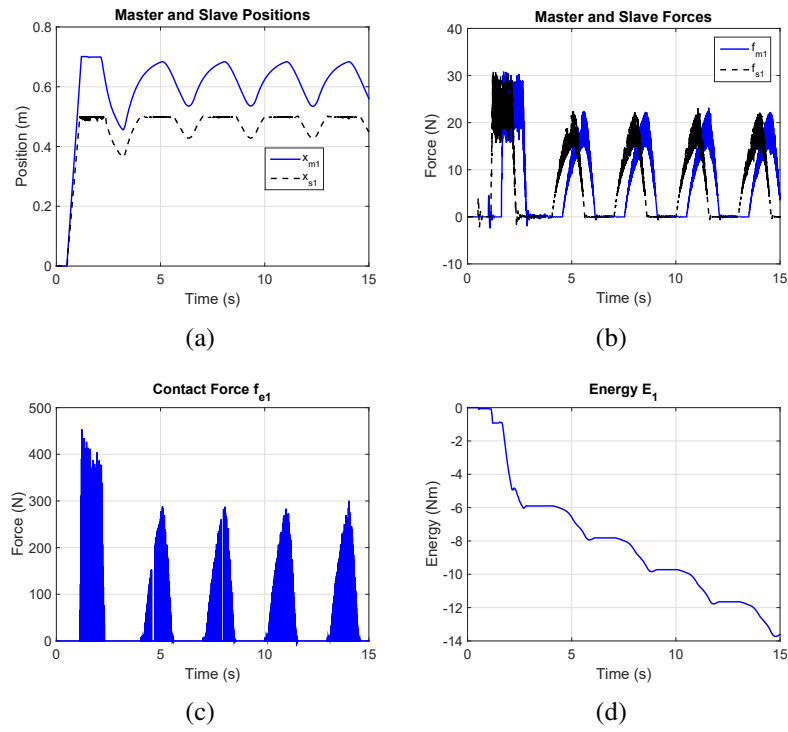 Master and Slave Positions
Position (m)
0.8
0.6
0.4
0.2
0
x_m1
x_s1
0 5 10 15
Time (s)
(a)
Master and Slave Forces
Force (N)
40
30
20
10
0
-10
f_m1
f_s1
0 5 10 15
Time (s)
(b)
Contact Force f_e1
Force (N)
500
400
300
200
100
0
0 5 10 15
Time (s)
(c)
Energy E_1
Energy (Nm)
0
-2
-4
-6
-8
-10
-12
-14
0 5 10 15
Time (s)
(d)